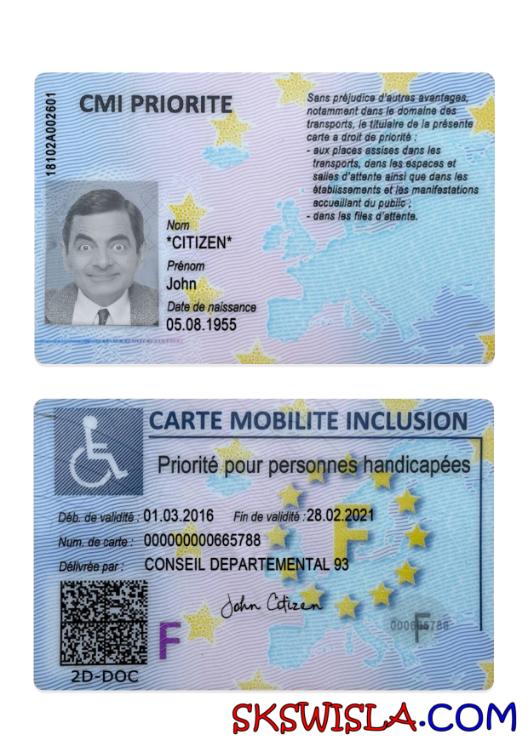 CMI PRIORITE
18102A002601
Sans préjudice d'autres avantages,
notamment dans le domaine des
transports, le titulaire de la présente
carte a droit de priorité :
- aux places assises dans les
transports, dans les espaces et
salles d'attente ainsi que dans les
établissements et les manifestations
accueillant du public ;
- dans les files d'attente.
Nom
*CITIZEN*
Prénom
John
Date de naissance
05.08.1955
CARTE MOBILITE INCLUSION
Priorité pour personnes handicapées
Déb. de validité : 01.03.2016 Fin de validité : 28.02.2021
Num. de carte : 000000000665788
Délivrée par : CONSEIL DEPARTEMENTAL 93
F
John Citizen
F
F
2D-DOC
SKSWISLA.COM